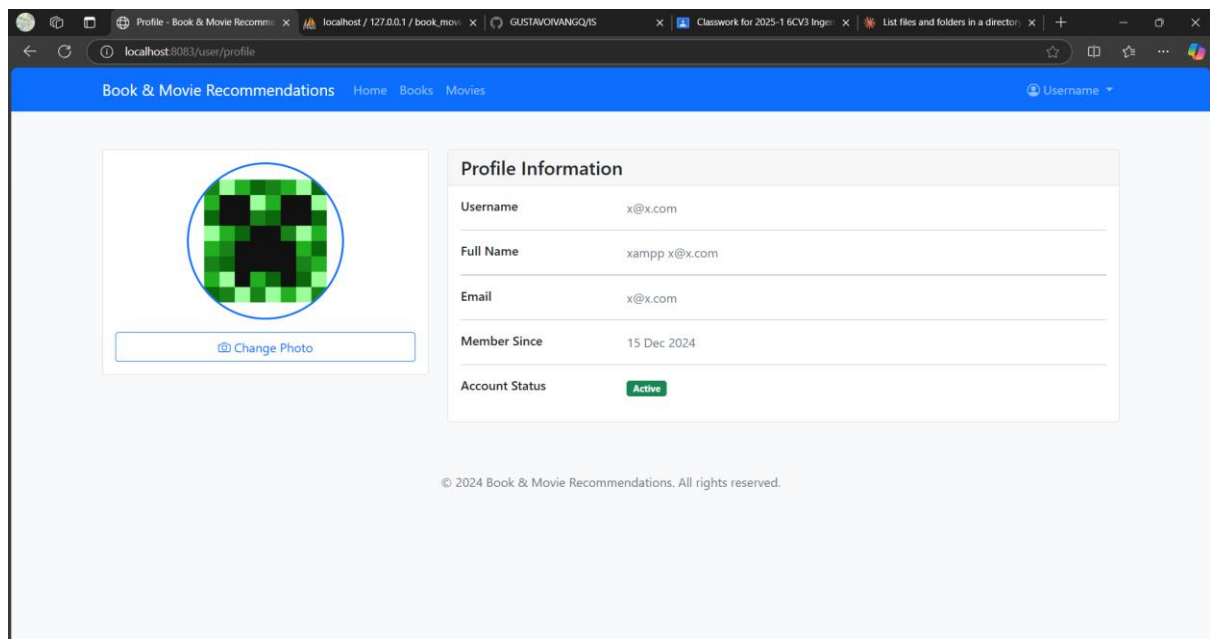 Profile - Book & Movie Recomme
localhost / 127.0.0.1 / book_movi
GUSTAVOIVANGQ/IS
Classwork for 2025-1 6CV3 Ingen
List files and folders in a directory
localhost:8083/user/profile
Book & Movie Recommendations Home Books Movies Username
Profile Information
Username x@x.com
Full Name xampp x@x.com
Email x@x.com
Change Photo
Member Since 15 Dec 2024
Account Status Active
© 2024 Book & Movie Recommendations. All rights reserved.